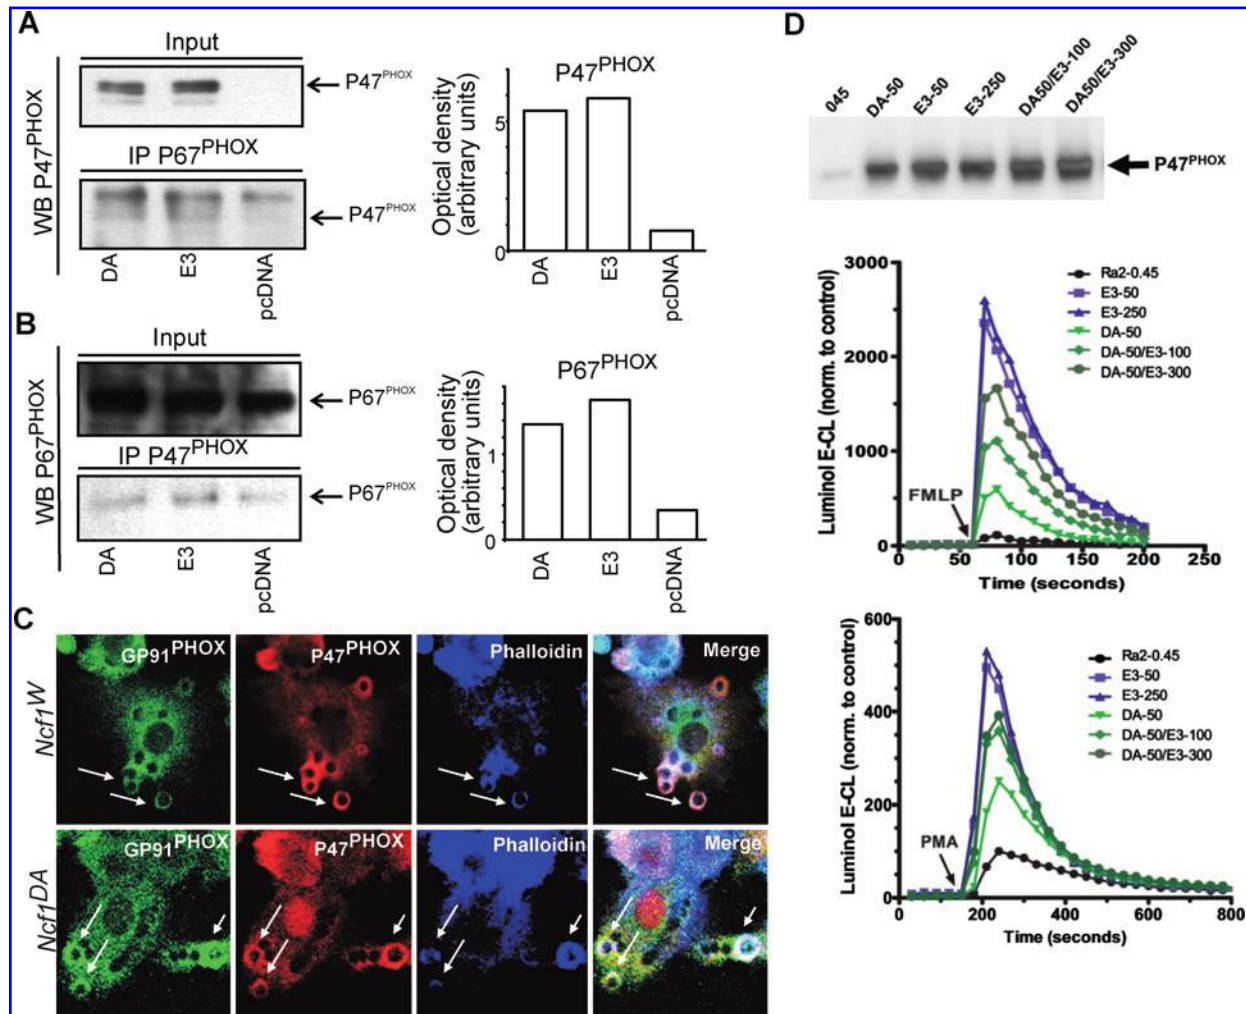 A
Input
WB P47PHOX
P47PHOX
IP P67PHOX
P47PHOX
DA
E3
pcDNA
P47PHOX
Optical density
(arbitrary units)
5
0
DA
E3
pcDNA
B
Input
WB P67PHOX
P67PHOX
IP P47PHOX
P67PHOX
DA
E3
pcDNA
P67PHOX
Optical density
(arbitrary units)
1
0
DA
E3
pcDNA
C
GP91PHOX
P47PHOX
Phalloidin
Merge
Ncf1W
GP91PHOX
P47PHOX
Phalloidin
Merge
Ncf1DA
D
045
DA-50
E3-50
E3-250
DA50/E3-100
DA50/E3-300
P47PHOX
Luminol E-CL (norm. to control)
3000
2000
1000
0
Ra2-0.45
E3-50
E3-250
DA-50
DA-50/E3-100
DA-50/E3-300
FMLP
0 50 100 150 200 250
Time (seconds)
Luminol E-CL (norm. to control)
600
400
200
0
Ra2-0.45
E3-50
E3-250
DA-50
DA-50/E3-100
DA-50/E3-300
PMA
0 200 400 600 800
Time (seconds)